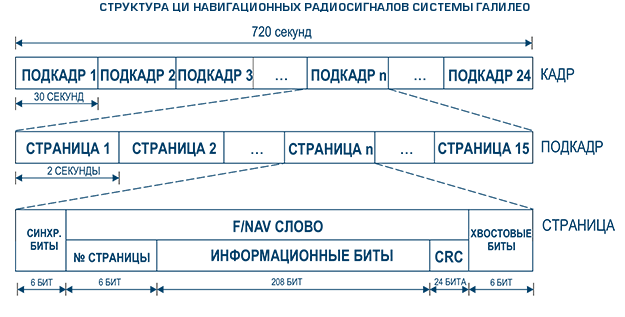 СТРУКТУРА ЦИ НАВИГАЦИОННЫХ РАДИОСИГНАЛОВ СИСТЕМЫ ГАЛИЛЕО
720 секунд
ПОДКАДР 1 ПОДКАДР 2 ПОДКАДР 3 ... ПОДКАДР n ... ПОДКАДР 24 КАДР
30 СЕКУНД
СТРАНИЦА 1 СТРАНИЦА 2 ... СТРАНИЦА n ... СТРАНИЦА 15 ПОДКАДР
2 СЕКУНДЫ
СИНХР. БИТЫ F/NAV СЛОВО ХВОСТОВЫЕ БИТЫ СТРАНИЦА
№ СТРАНИЦЫ ИНФОРМАЦИОННЫЕ БИТЫ CRC
6 БИТ 6 БИТ 208 БИТ 24 БИТА 6 БИТ